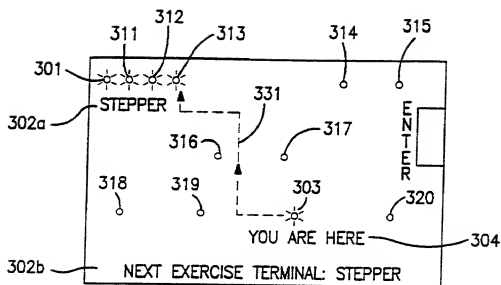 311 312 313 314 315
301
302a STEPPER 331 ENTER
316 317
318 319 303 320
YOU ARE HERE 304
302b NEXT EXERCISE TERMINAL: STEPPER